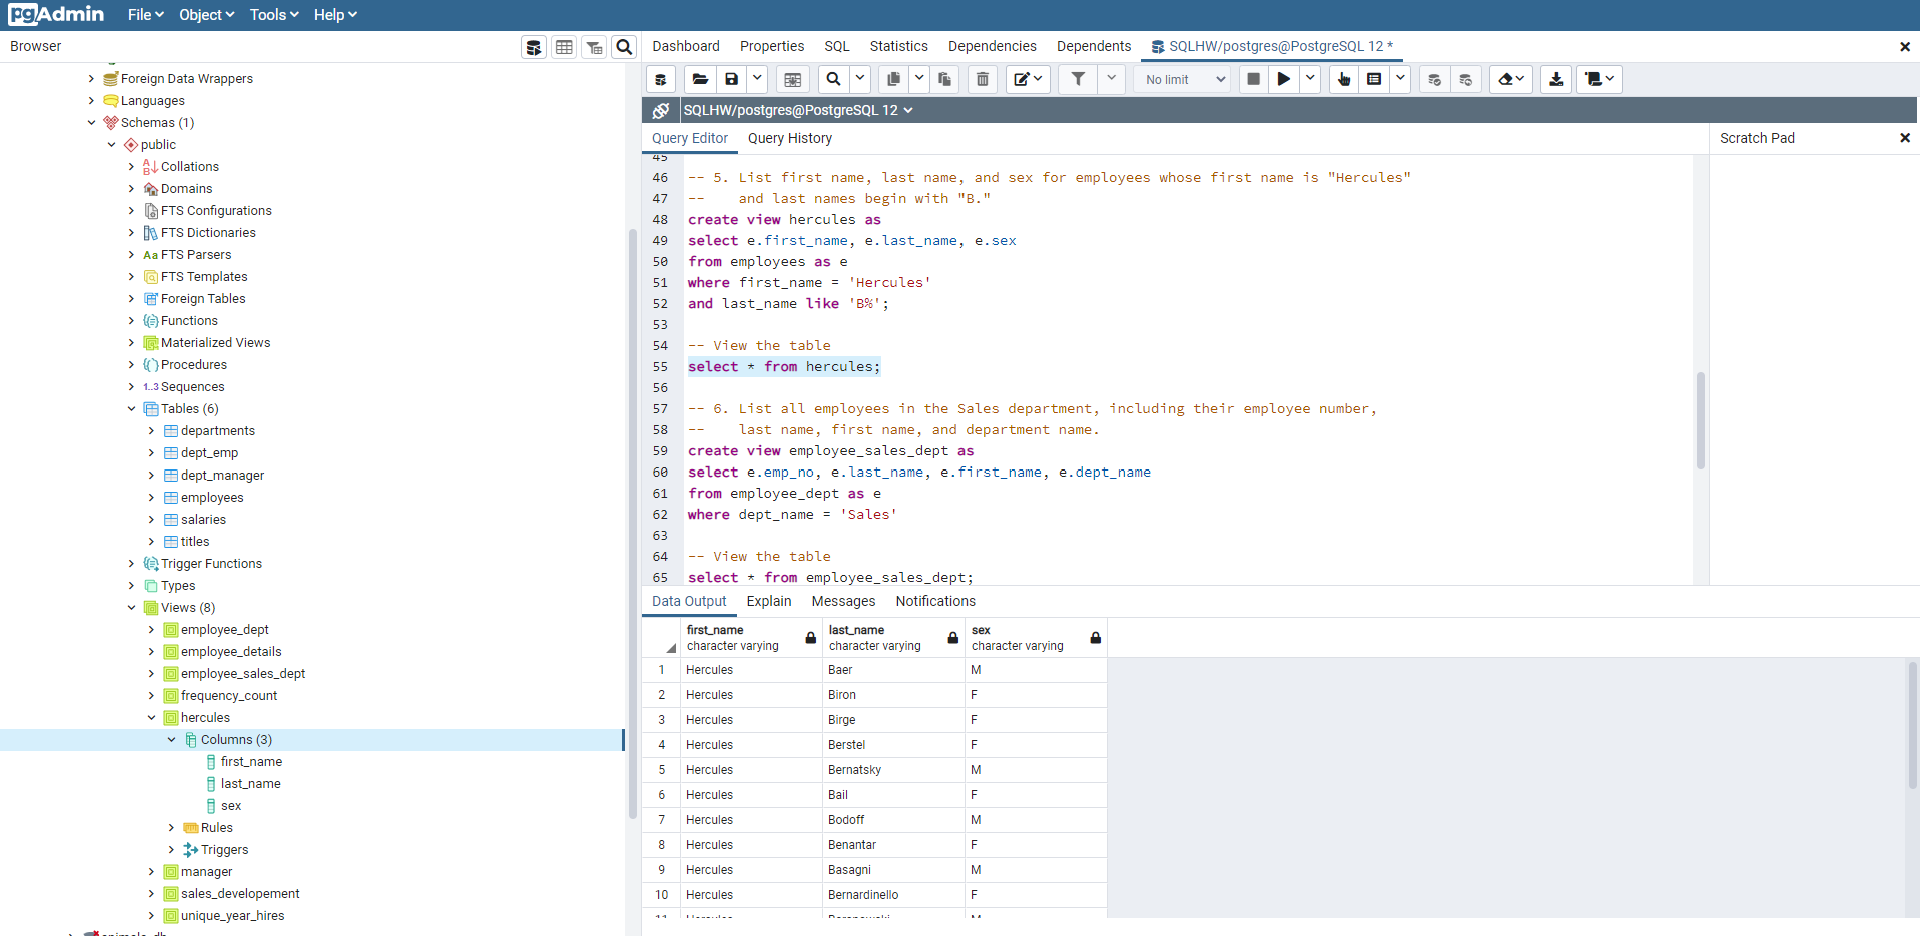 pgAdmin File Object Tools Help
Browser
Dashboard Properties SQL Statistics Dependencies Dependents SQLHW/postgres@PostgreSQL 12 *
Foreign Data Wrappers
Languages
Schemas (1)
public
Collations
Domains
FTS Configurations
FTS Dictionaries
Aa FTS Parsers
FTS Templates
Foreign Tables
Functions
Materialized Views
Procedures
1..3 Sequences
Tables (6)
departments
dept_emp
dept_manager
employees
salaries
titles
Trigger Functions
Types
Views (8)
employee_dept
employee_details
employee_sales_dept
frequency_count
hercules
Columns (3)
first_name
last_name
sex
Rules
Triggers
manager
sales_developement
unique_year_hires
No limit
SQLHW/postgres@PostgreSQL 12
Query Editor Query History
Scratch Pad
45
46 -- 5. List first name, last name, and sex for employees whose first name is "Hercules"
47 --    and last names begin with "B."
48 create view hercules as
49 select e.first_name, e.last_name, e.sex
50 from employees as e
51 where first_name = 'Hercules'
52 and last_name like 'B%';
53
54 -- View the table
55 select * from hercules;
56
57 -- 6. List all employees in the Sales department, including their employee number,
58 --    last name, first name, and department name.
59 create view employee_sales_dept as
60 select e.emp_no, e.last_name, e.first_name, e.dept_name
61 from employee_dept as e
62 where dept_name = 'Sales'
63
64 -- View the table
65 select * from employee_sales_dept;
Data Output Explain Messages Notifications
first_name last_name sex
character varying character varying character varying
1 Hercules Baer M
2 Hercules Biron F
3 Hercules Birge F
4 Hercules Berstel F
5 Hercules Bernatsky M
6 Hercules Bail F
7 Hercules Bodoff M
8 Hercules Benantar F
9 Hercules Basagni M
10 Hercules Bernardinello F